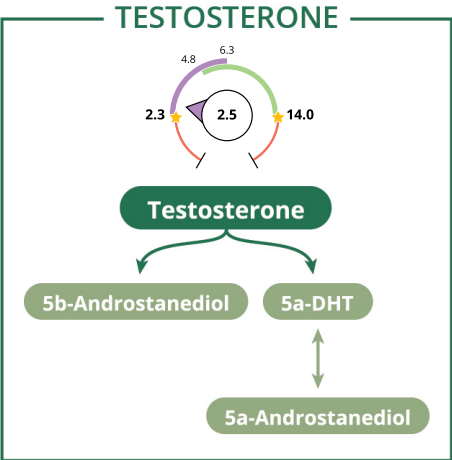 TESTOSTERONE
6.3
4.8
2.3
2.5
14.0
Testosterone
5b-Androstanediol
5a-DHT
5a-Androstanediol